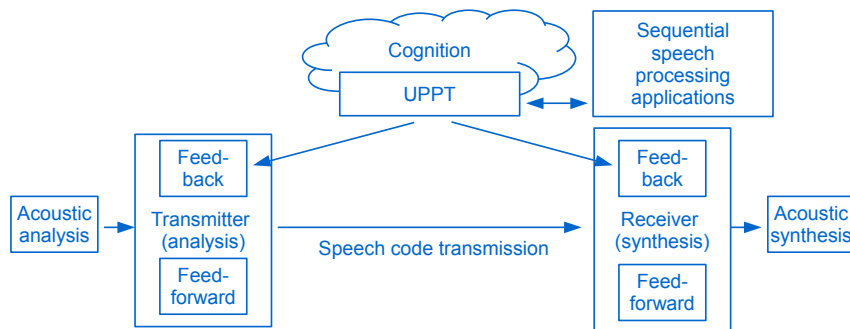 Cognition
UPPT
Sequential
speech
processing
applications
Feed-
back
Feed-
back
Acoustic
analysis
Transmitter
(analysis)
Speech code transmission
Receiver
(synthesis)
Acoustic
synthesis
Feed-
forward
Feed-
forward